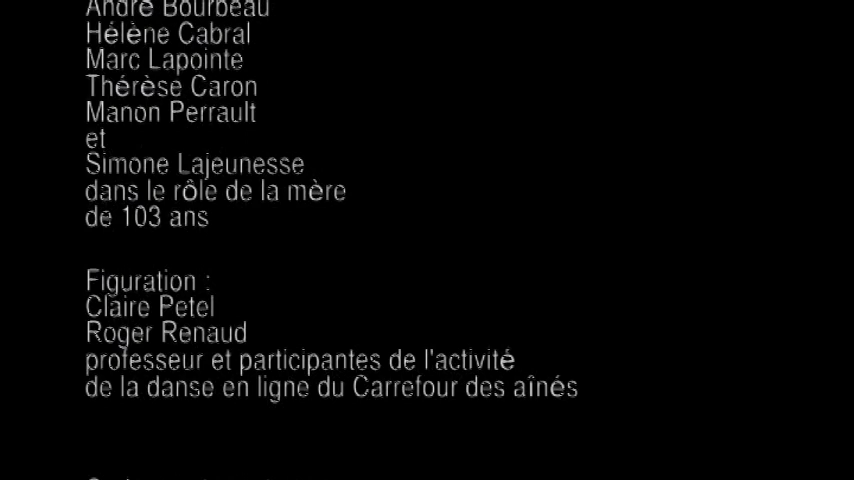 André Bourbeau
Hélène Cabral
Marc Lapointe
Thérèse Caron
Manon Perrault
et
Simone Lajeunesse
dans le rôle de la mère
de 103 ans
Figuration :
Claire Petel
Roger Renaud
professeur et participantes de l'activité
de la danse en ligne du Carrefour des aînés